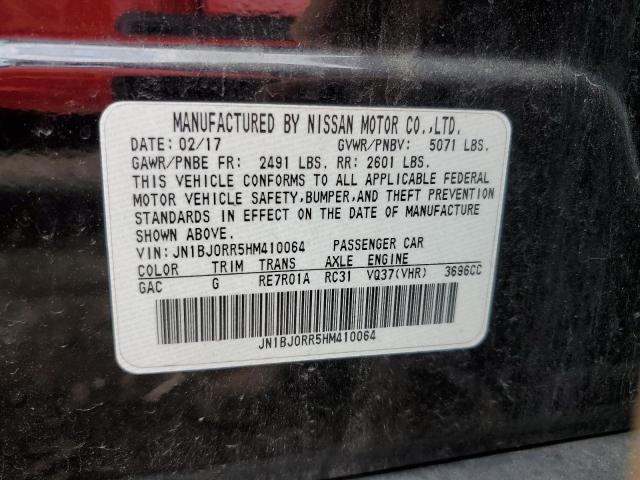 MANUFACTURED BY NISSAN MOTOR CO.,LTD.
DATE: 02/17 GVWR/PNBV: 5071 LBS.
GAWR/PNBE FR: 2491 LBS. RR: 2601 LBS.
THIS VEHICLE CONFORMS TO ALL APPLICABLE FEDERAL
MOTOR VEHICLE SAFETY,BUMPER,AND THEFT PREVENTION
STANDARDS IN EFFECT ON THE DATE OF MANUFACTURE
SHOWN ABOVE.
VIN: JN1BJ0RR5HM410064 PASSENGER CAR
COLOR TRIM TRANS AXLE ENGINE
GAC G RE7R01A RC31 VQ37(VHR) 3696CC
JN1BJ0RR5HM410064